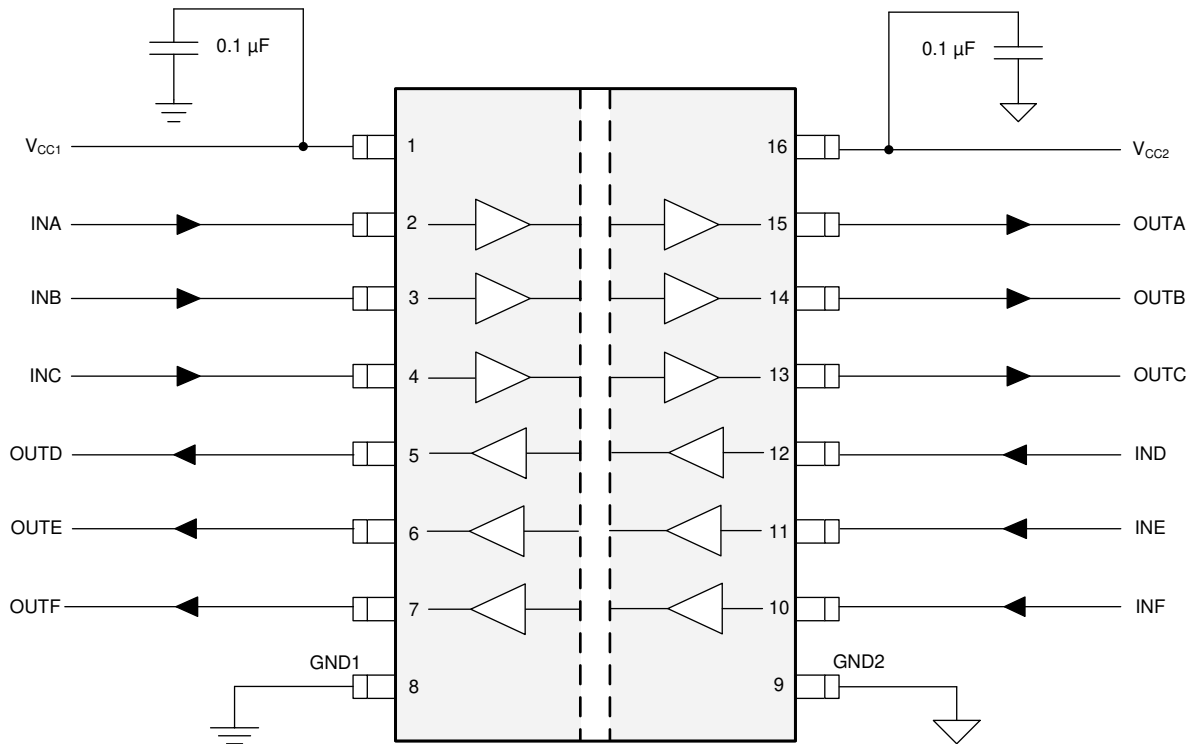 0.1 µF
0.1 µF
VCC1
1
16
VCC2
INA
2
15
OUTA
INB
3
14
OUTB
INC
4
13
OUTC
OUTD
5
12
IND
OUTE
6
11
INE
OUTF
7
10
INF
GND1
GND2
8
9